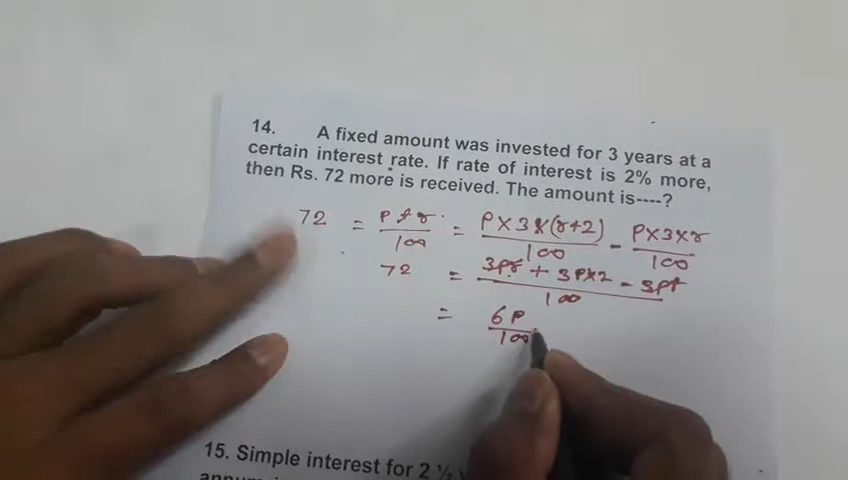 14. A fixed amount was invested for 3 years at a
certain interest rate. If rate of interest is 2% more,
then Rs. 72 more is received. The amount is----?
72 = P t r / 100 = P×3×(r+2) / 100 - P×3×r / 100
72 = 3Pr + 3P×2 - 3Pr / 100
= 6P / 100
15. Simple interest for 2 ½